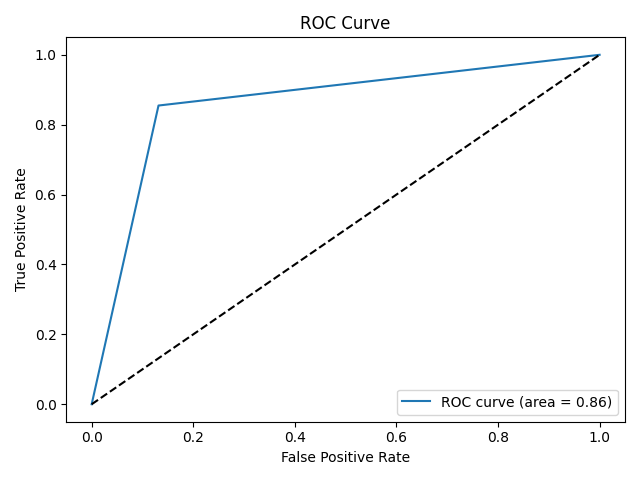 ROC Curve
1.0
0.8
0.6
0.4
0.2
0.0
True Positive Rate
ROC curve (area = 0.86)
0.0 0.2 0.4 0.6 0.8 1.0
False Positive Rate